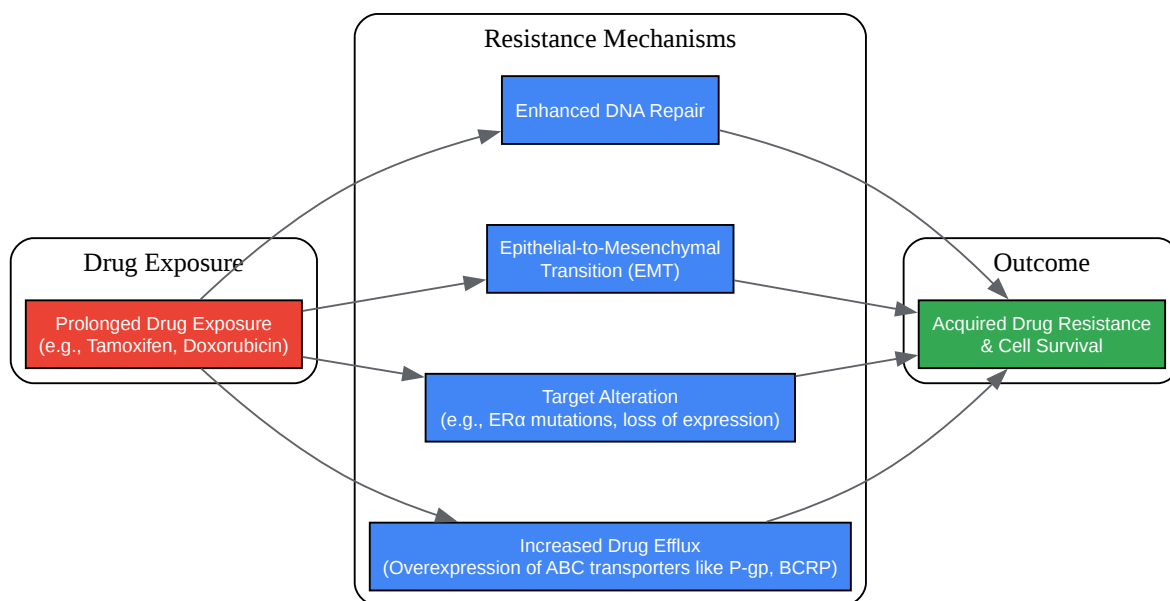 Resistance Mechanisms
Enhanced DNA Repair
Epithelial-to-Mesenchymal
Transition (EMT)
Drug Exposure
Outcome
Prolonged Drug Exposure
(e.g., Tamoxifen, Doxorubicin)
Acquired Drug Resistance
& Cell Survival
Target Alteration
(e.g., ERα mutations, loss of expression)
Increased Drug Efflux
(Overexpression of ABC transporters like P-gp, BCRP)